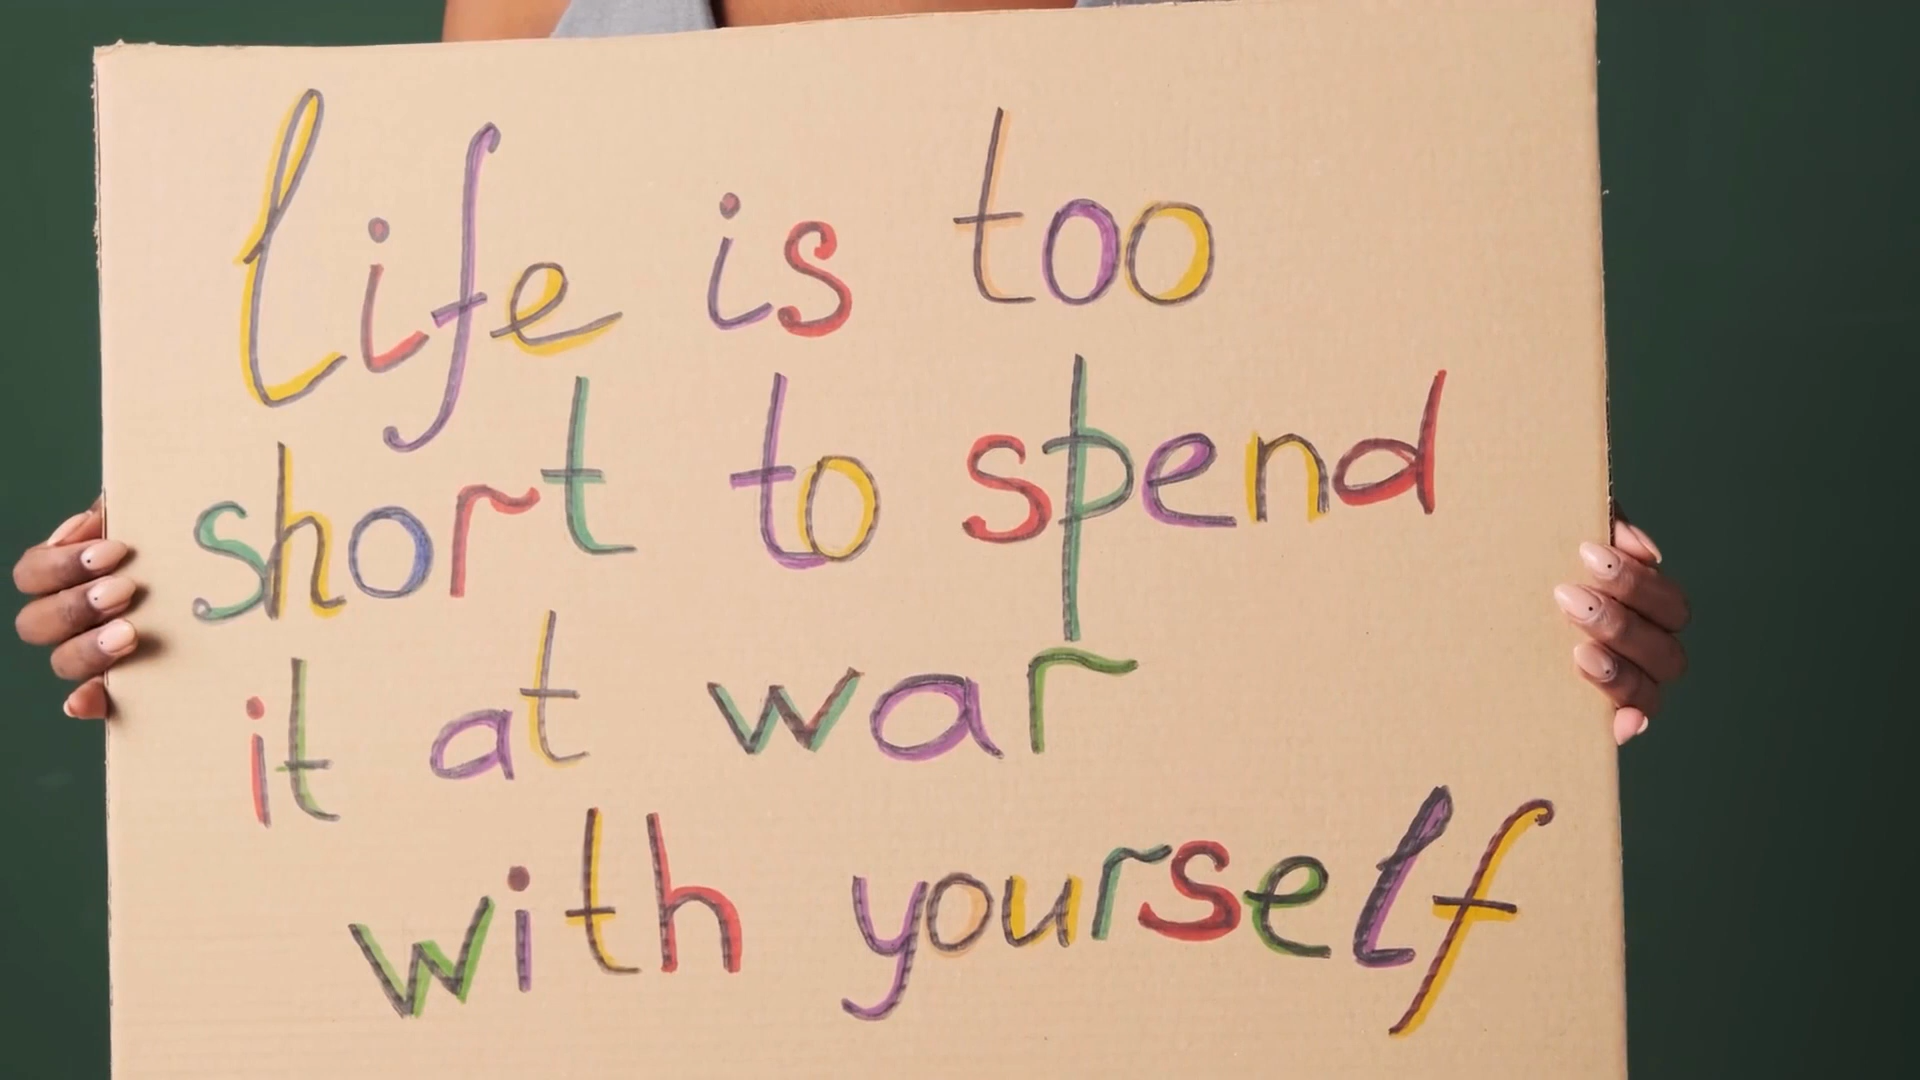 life is too
short to spend
it at war
with yourself